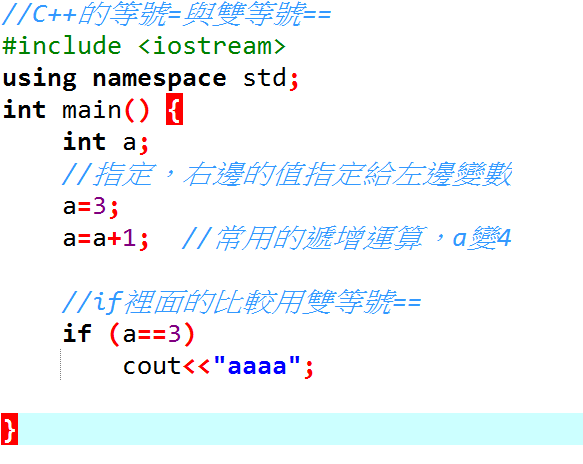 //C++的等號=與雙等號==
#include <iostream>
using namespace std;
int main() {
    int a;
    //指定，右邊的值指定給左邊變數
    a=3;
    a=a+1;  //常用的遞增運算，a變4
    //if裡面的比較用雙等號==
    if (a==3)
        cout<<"aaaa";
}